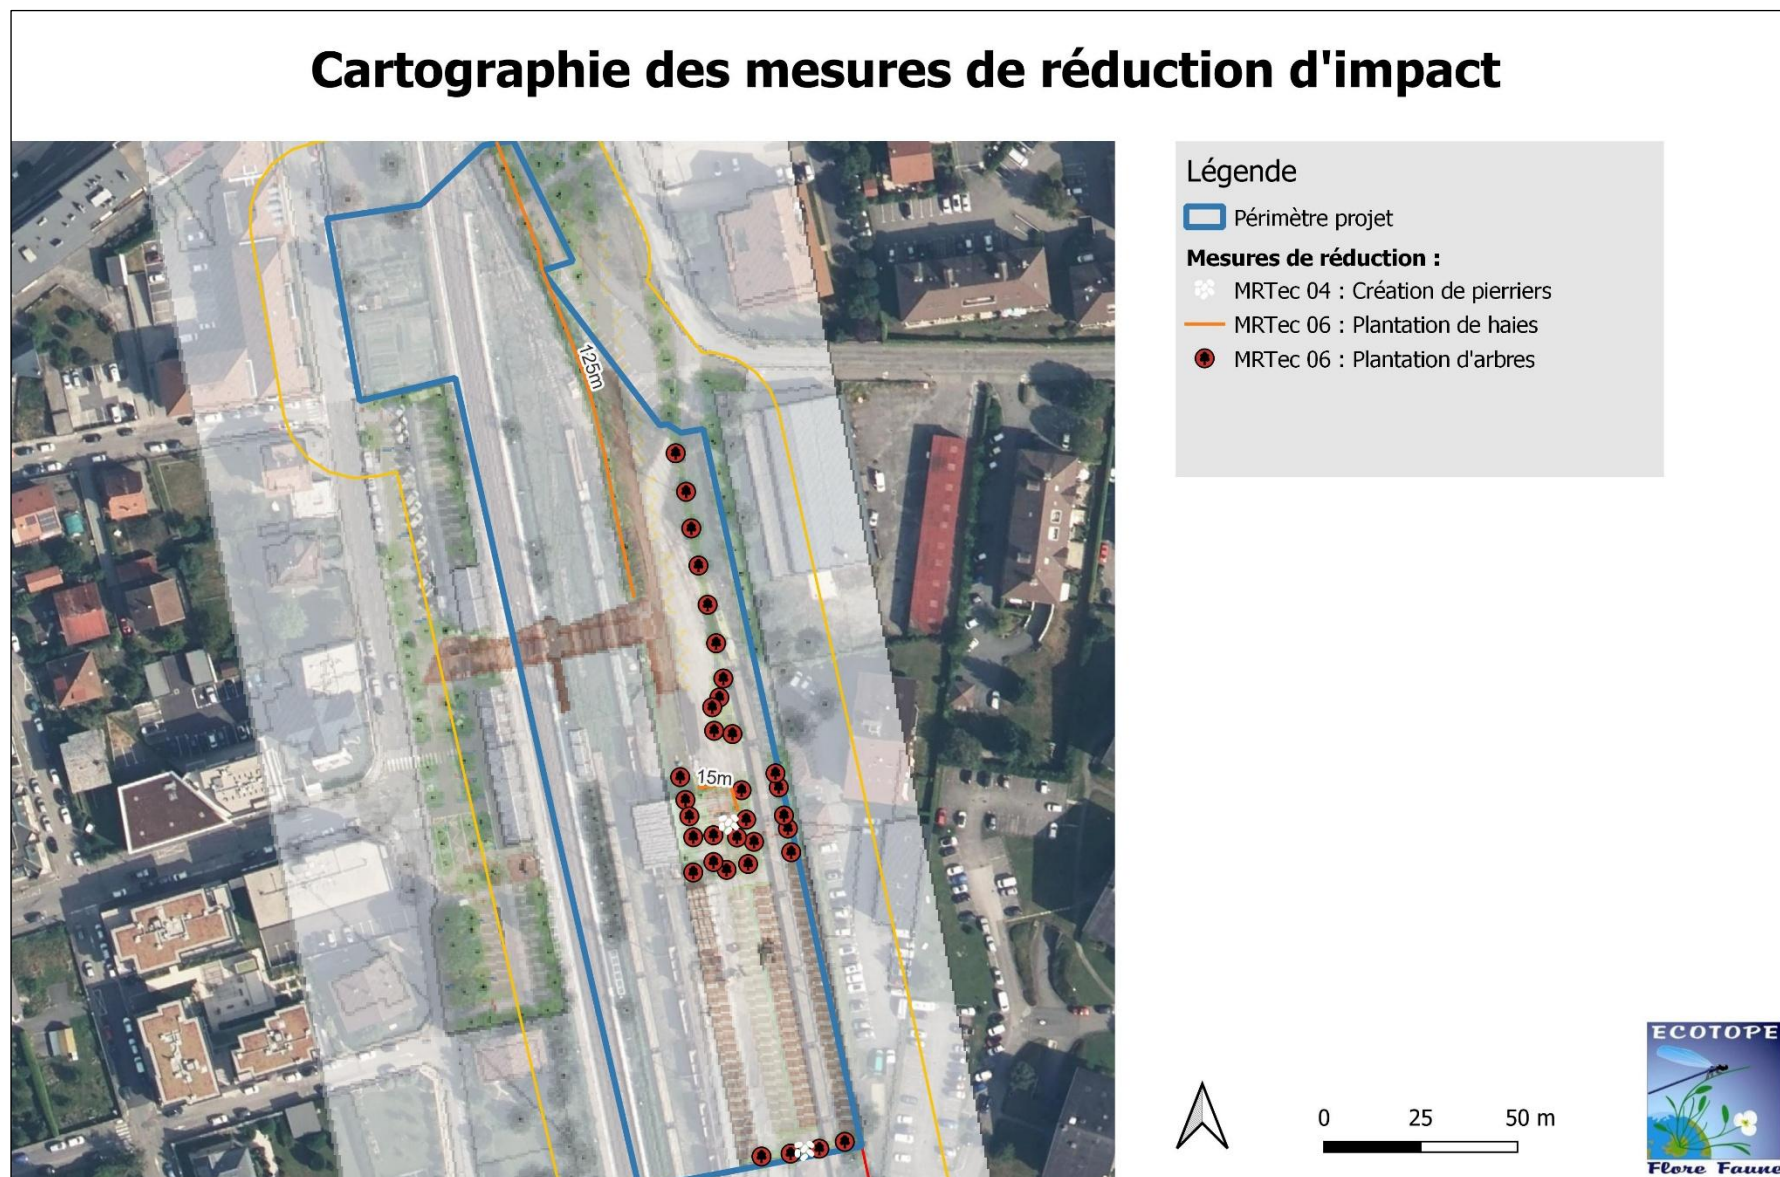 Cartographie des mesures de réduction d'impact
125m
15m
Légende
Périmètre projet
Mesures de réduction :
MRTec 04 : Création de pierriers
MRTec 06 : Plantation de haies
MRTec 06 : Plantation d'arbres
0 25 50 m
ECOTOPE
Flore Faune